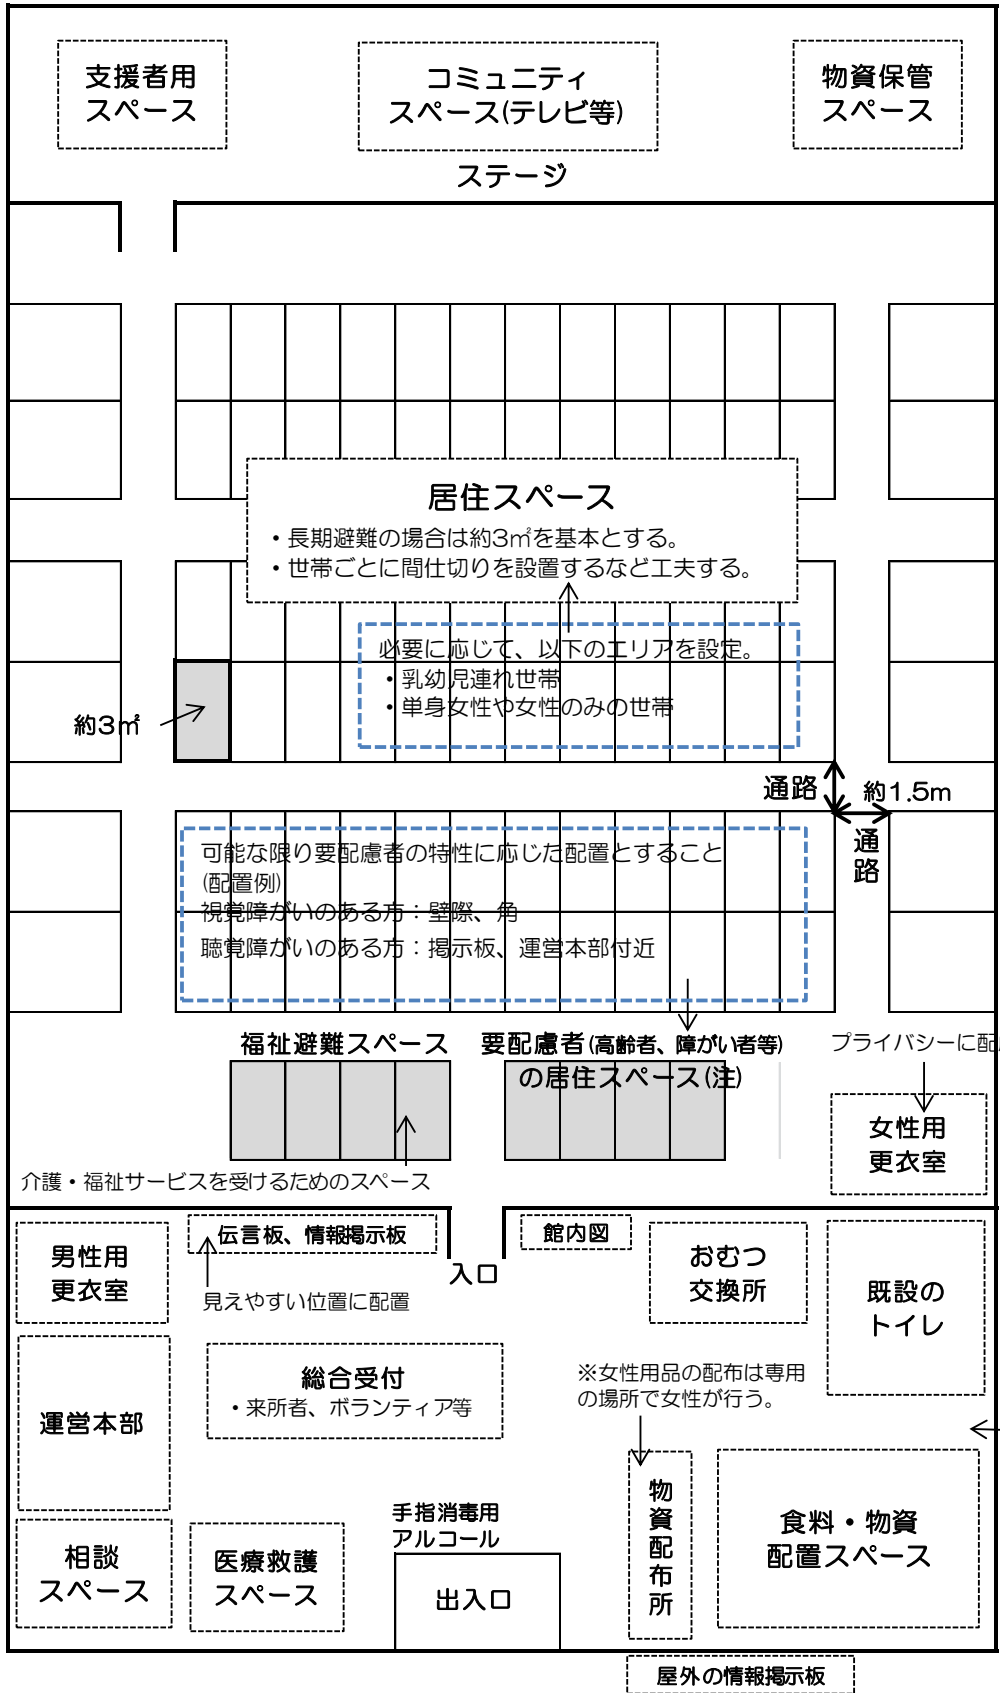 支援者用
スペース
コミュニティ
スペース(テレビ等)
物資保管
スペース
ステージ
居住スペース
・長期避難の場合は約3㎡を基本とする。
・世帯ごとに間仕切りを設置するなど工夫する。
必要に応じて、以下のエリアを設定。
・乳幼児連れ世帯
・単身女性や女性のみの世帯
約3㎡
通路
約1.5m
通
路
可能な限り要配慮者の特性に応じた配置とすること
(配置例)
視覚障がいのある方：壁際、角
聴覚障がいのある方：掲示板、運営本部付近
福祉避難スペース
要配慮者(高齢者、障がい者等)
の居住スペース(注)
プライバシーに配
女性用
更衣室
介護・福祉サービスを受けるためのスペース
男性用
更衣室
伝言板、情報掲示板
見えやすい位置に配置
入口
館内図
おむつ
交換所
既設の
トイレ
運営本部
総合受付
・来所者、ボランティア等
※女性用品の配布は専用
の場所で女性が行う。
相談
スペース
医療救護
スペース
手指消毒用
アルコール
出入口
物
資
配
布
所
食料・物資
配置スペース
屋外の情報掲示板